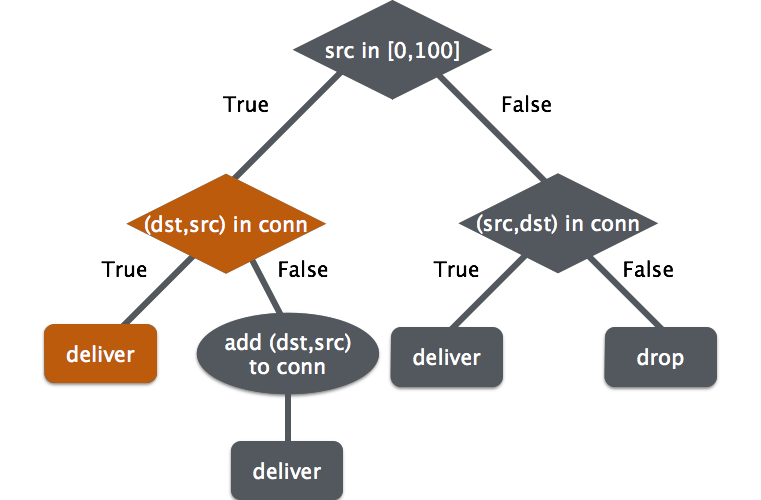 src in [0,100]
True
False
(dst,src) in conn
(src,dst) in conn
True
False
True
False
deliver
add (dst,src)
to conn
deliver
drop
deliver